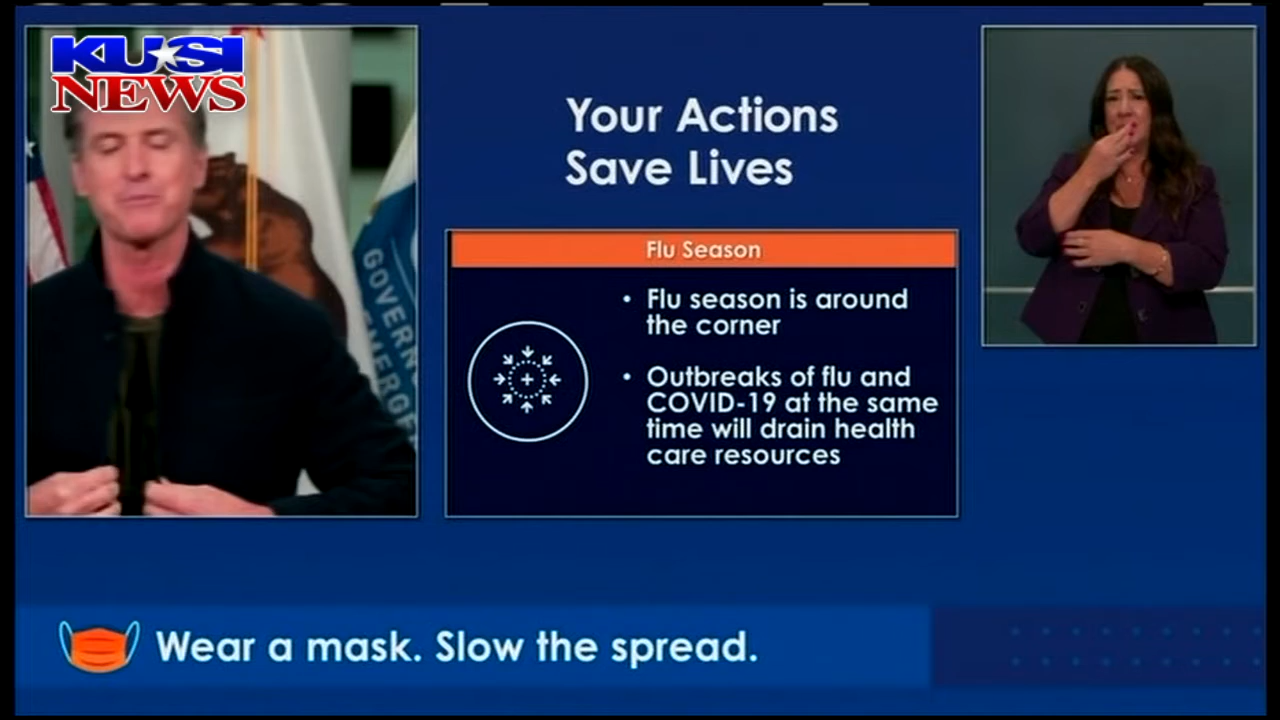 KUSI
NEWS
Your Actions
Save Lives
Flu Season
• Flu season is around
the corner
• Outbreaks of flu and
COVID-19 at the same
time will drain health
care resources
Wear a mask. Slow the spread.